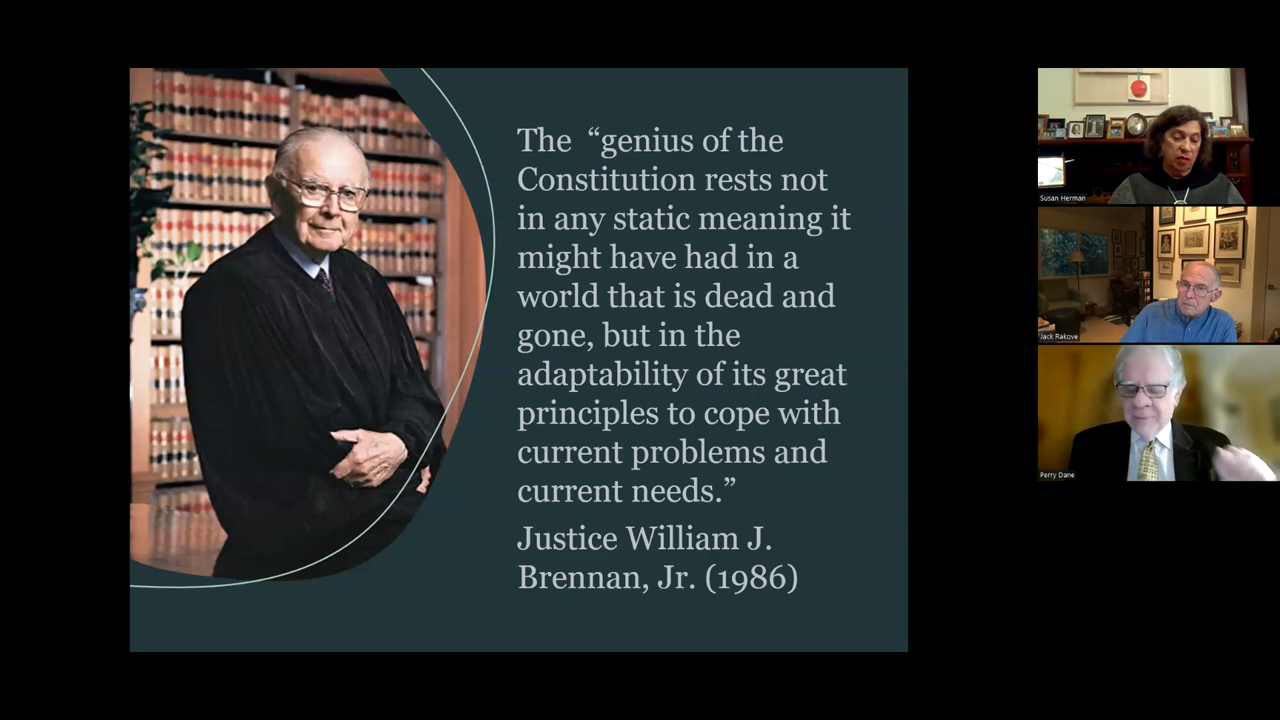 The “genius of the
Constitution rests not
in any static meaning it
might have had in a
world that is dead and
gone, but in the
adaptability of its great
principles to cope with
current problems and
current needs.”
Justice William J.
Brennan, Jr. (1986)
Susan Herman
Jack Rakove
Perry Dane